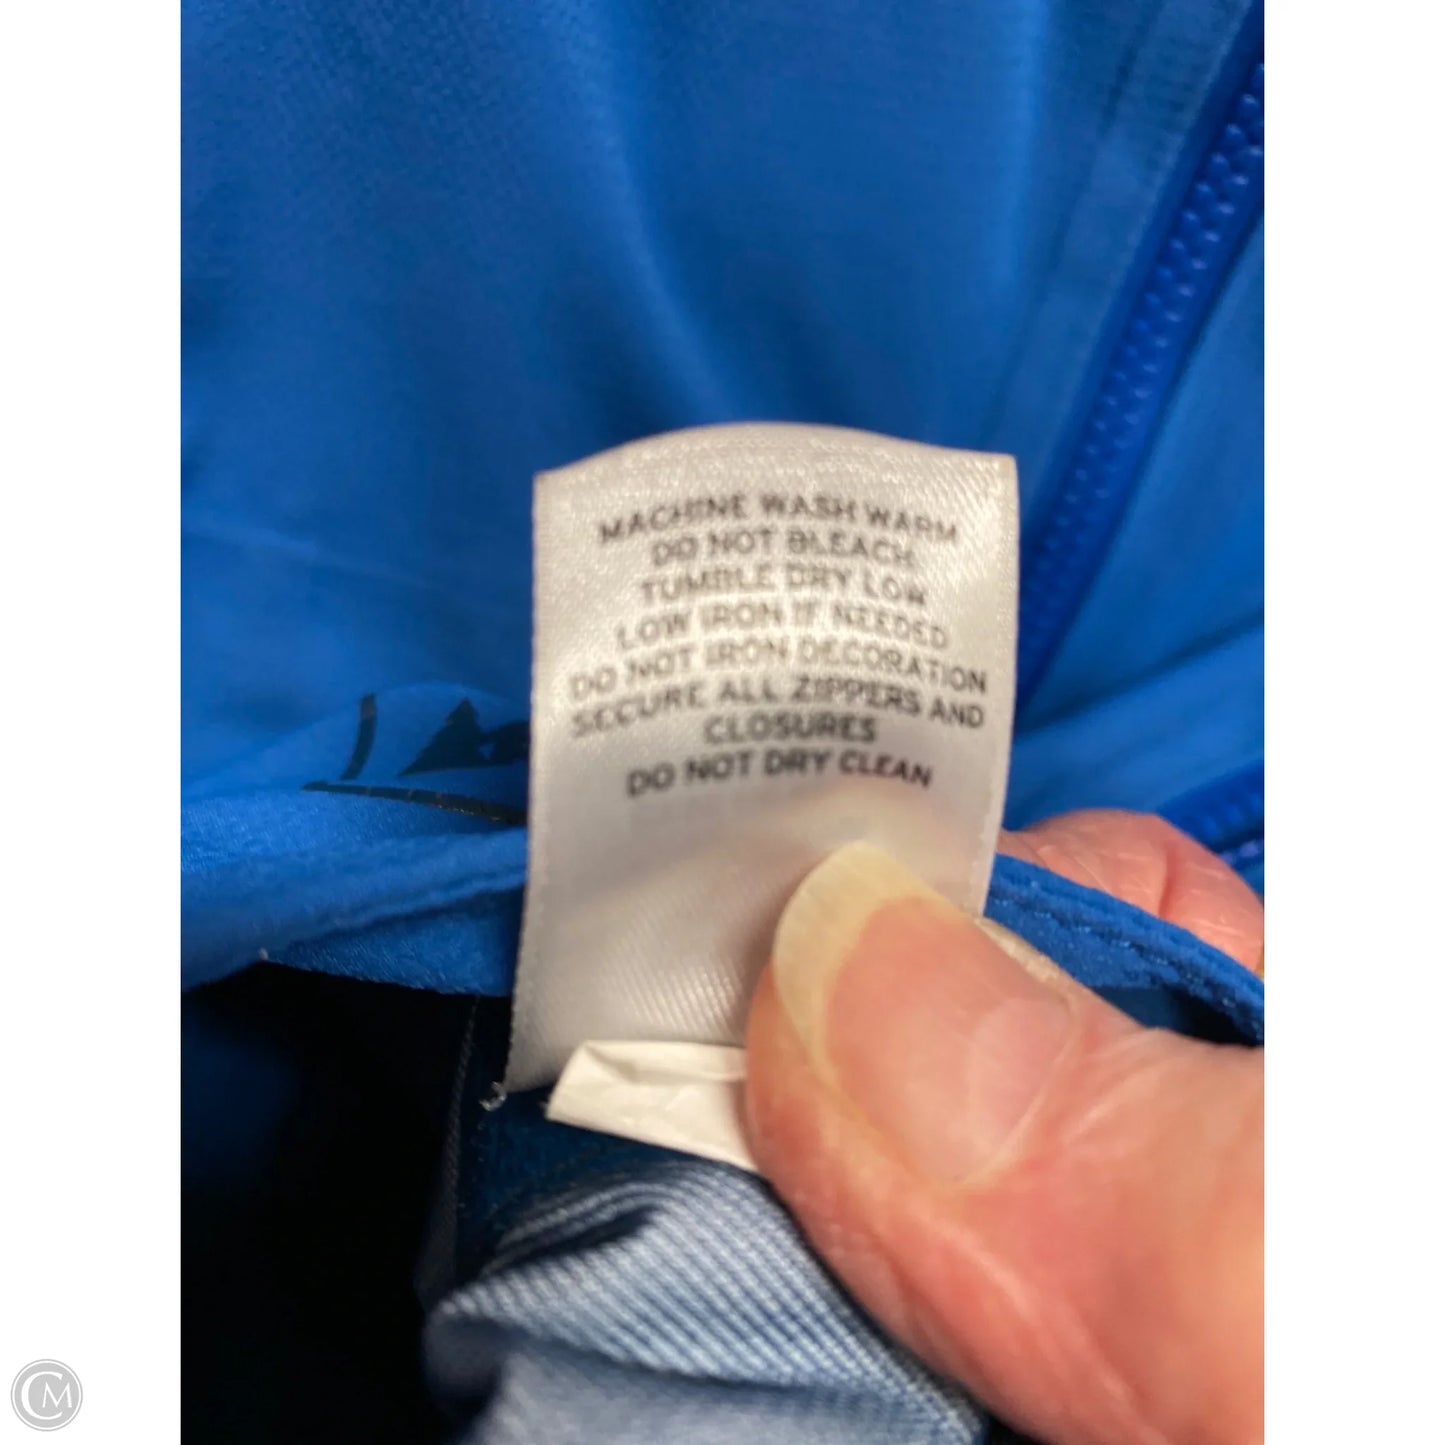 MACHINE WASH WARM
DO NOT BLEACH
TUMBLE DRY LOW
LOW IRON IF NEEDED
DO NOT IRON DECORATION
SECURE ALL ZIPPERS AND
CLOSURES
DO NOT DRY CLEAN
CM